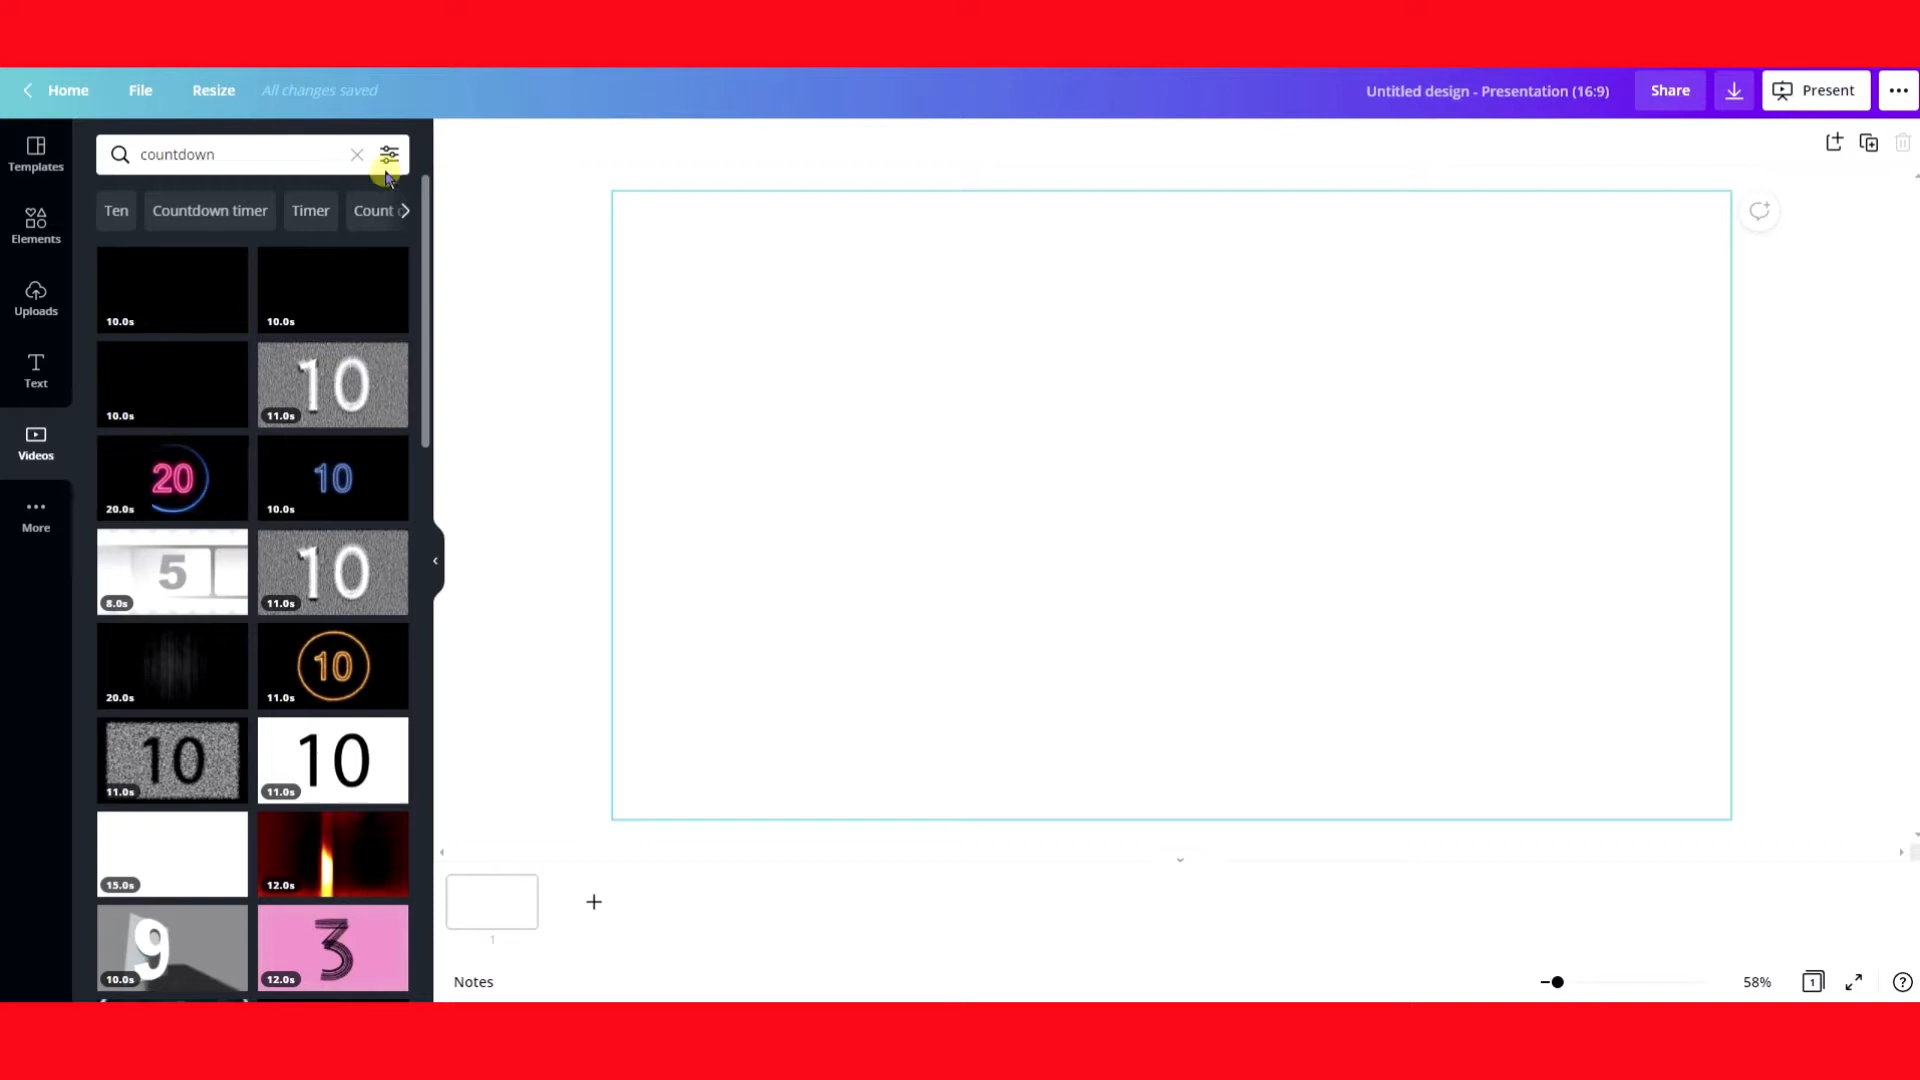 Home File Resize All changes saved Untitled design - Presentation (16:9) Share Present
Templates
Elements
Uploads
Text
Videos
More
countdown
Ten Countdown timer Timer Count
10.0s 10.0s
10.0s 10 11.0s
20 20.0s 10 10.0s
5 8.0s 10 11.0s
20.0s 10 11.0s
10 11.0s 10 11.0s
15.0s 12.0s
9 10.0s 3 12.0s
1
Notes 58% 1 ?